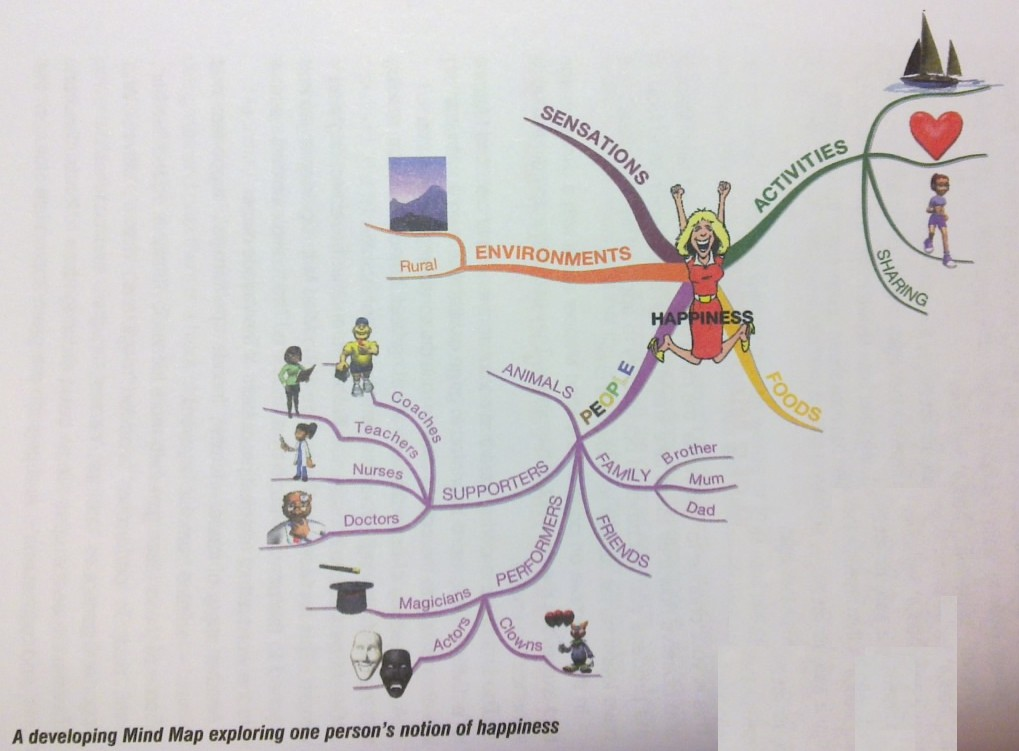 SENSATIONS
ACTIVITIES
SHARING
ENVIRONMENTS
Rural
HAPPINESS
FOODS
PEOPLE
ANIMALS
SUPPORTERS
Coaches
Teachers
Nurses
Doctors
FAMILY
Brother
Mum
Dad
FRIENDS
PERFORMERS
Magicians
Actors
Clowns
A developing Mind Map exploring one person's notion of happiness